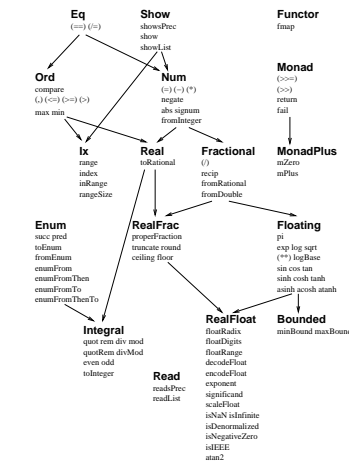 Eq
(==) (/=)
Show
showsPrec
show
showList
Functor
fmap
Ord
compare
(,) (<=) (>=) (>)
max min
Num
(=) (−) (*)
negate
abs signum
fromInteger
Monad
(>>=)
(>>)
return
fail
Ix
range
index
inRange
rangeSize
Real
toRational
Fractional
(/)
recip
fromRational
fromDouble
MonadPlus
mZero
mPlus
Enum
succ pred
toEnum
fromEnum
enumFrom
enumFromThen
enumFromTo
enumFromThenTo
RealFrac
properFraction
truncate round
ceiling floor
Floating
pi
exp log sqrt
(**) logBase
sin cos tan
sinh cosh tanh
asinh acosh atanh
Integral
quot rem div mod
quotRem divMod
even odd
toInteger
Read
readsPrec
readList
RealFloat
floatRadix
floatDigits
floatRange
decodeFloat
encodeFloat
exponent
significand
scaleFloat
isNaN isInfinite
isDenormalized
isNegativeZero
isIEEE
atan2
Bounded
minBound maxBound